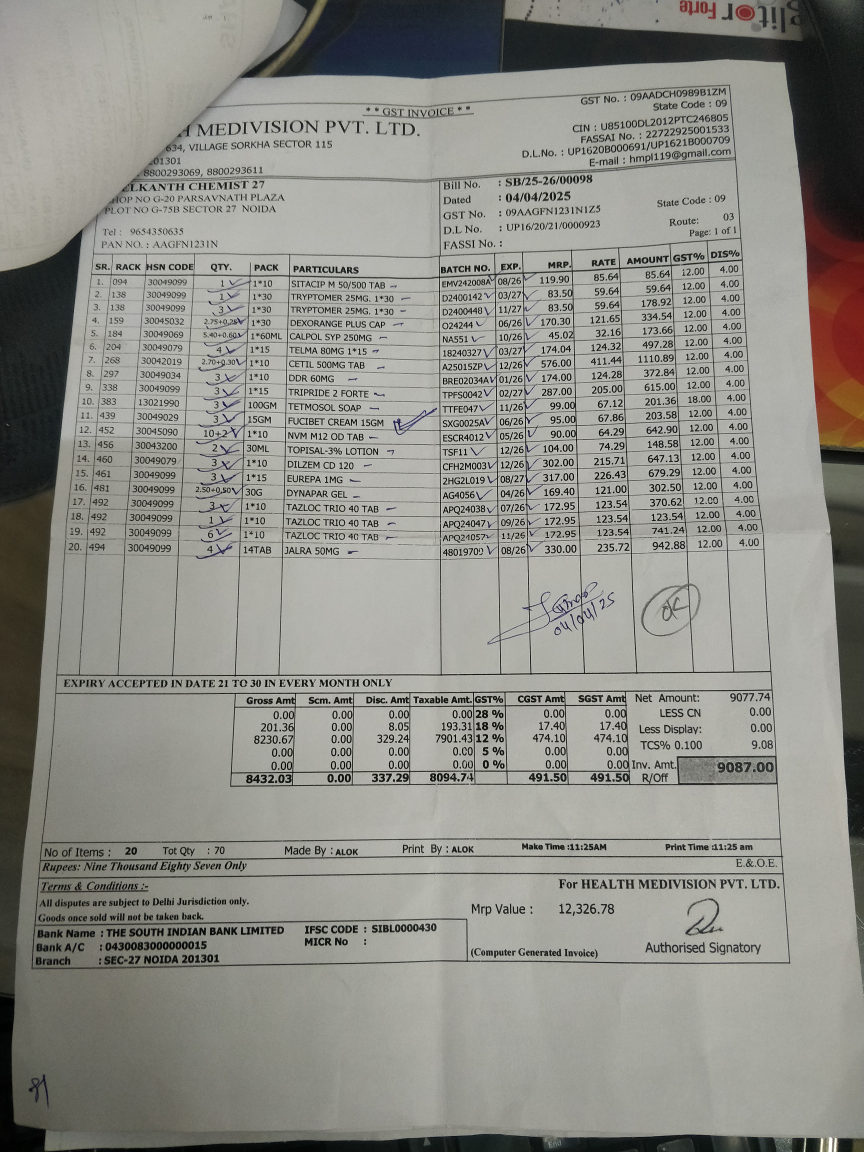 elitor Forte
** GST INVOICE **
GST No. : 09AADCH0989B1ZM
State Code : 09
H MEDIVISION PVT. LTD.
CIN : U85100DL2012PTC246805
634, VILLAGE SORKHA SECTOR 115
FASSAI No. : 22722925001533
201301
D.L.No. : UP1620B000691/UP1621B000709
8800293069, 8800293611
E-mail : hmpl119@gmail.com
ELKANTH CHEMIST 27
HOP NO G-20 PARSAVNATH PLAZA
PLOT NO G-75B SECTOR 27 NOIDA
Tel : 9654350635
PAN NO. : AAGFN1231N
Bill No. : SB/25-26/00098
Dated : 04/04/2025
State Code : 09
GST No. : 09AAGFN1231N1Z5
D.L No. : UP16/20/21/0000923
Route: 03
FASSI No. :
Page: 1 of 1
SR. RACK HSN CODE QTY. PACK PARTICULARS BATCH NO. EXP. MRP. RATE AMOUNT GST% DIS%
1. 094 30049099 1 1*10 SITACIP M 50/500 TAB EMV242008A 08/26 119.90 85.64 85.64 12.00 4.00
2. 138 30049099 1 1*30 TRYPTOMER 25MG. 1*30 D2400142 03/27 83.50 59.64 59.64 12.00 4.00
3. 138 30049099 3 1*30 TRYPTOMER 25MG. 1*30 D2400448 11/27 83.50 59.64 178.92 12.00 4.00
4. 159 30045032 2.75+0.25 1*30 DEXORANGE PLUS CAP O24244 06/26 170.30 121.65 334.54 12.00 4.00
5. 184 30049069 5.40+0.60 1*60ML CALPOL SYP 250MG NA551 10/26 45.02 32.16 173.66 12.00 4.00
6. 204 30049079 4 1*15 TELMA 80MG 1*15 18240327 03/27 174.04 124.32 497.28 12.00 4.00
7. 268 30042019 2.70+0.30 1*10 CETIL 500MG TAB A25015ZP 12/26 576.00 411.44 1110.89 12.00 4.00
8. 297 30049034 3 1*10 DDR 60MG BRE02034A 01/26 174.00 124.28 372.84 12.00 4.00
9. 338 30049099 3 1*15 TRIPRIDE 2 FORTE TPFS0042 02/27 287.00 205.00 615.00 12.00 4.00
10. 383 13021990 3 100GM TETMOSOL SOAP TTFE047 11/26 99.00 67.12 201.36 18.00 4.00
11. 439 30049029 3 15GM FUCIBET CREAM 15GM SXG0025A 06/26 95.00 67.86 203.58 12.00 4.00
12. 452 30045090 10+2 1*10 NVM M12 OD TAB ESCR4012 05/26 90.00 64.29 642.90 12.00 4.00
13. 456 30043200 2 30ML TOPISAL-3% LOTION TSF11 12/26 104.00 74.29 148.58 12.00 4.00
14. 460 30049079 3 1*10 DILZEM CD 120 CFH2M003 12/26 302.00 215.71 647.13 12.00 4.00
15. 461 30049099 3 1*15 EUREPA 1MG 2HG2L019 08/27 317.00 226.43 679.29 12.00 4.00
16. 481 30049099 2.50+0.50 30G DYNAPAR GEL AG4056 04/26 169.40 121.00 302.50 12.00 4.00
17. 492 30049099 3 1*10 TAZLOC TRIO 40 TAB APQ24038 07/26 172.95 123.54 370.62 12.00 4.00
18. 492 30049099 1 1*10 TAZLOC TRIO 40 TAB APQ24047 09/26 172.95 123.54 123.54 12.00 4.00
19. 492 30049099 6 1*10 TAZLOC TRIO 40 TAB APQ24057 11/26 172.95 123.54 741.24 12.00 4.00
20. 494 30049099 4 14TAB JALRA 50MG 48019709 08/26 330.00 235.72 942.88 12.00 4.00
04/04/25
OK
EXPIRY ACCEPTED IN DATE 21 TO 30 IN EVERY MONTH ONLY
Gross Amt Scm. Amt Disc. Amt Taxable Amt. GST% CGST Amt SGST Amt
0.00 0.00 0.00 0.00 28 % 0.00 0.00
201.36 0.00 8.05 193.31 18 % 17.40 17.40
8230.67 0.00 329.24 7901.43 12 % 474.10 474.10
0.00 0.00 0.00 0.00 5 % 0.00 0.00
0.00 0.00 0.00 0.00 0 % 0.00 0.00
8432.03 0.00 337.29 8094.74 491.50 491.50
Net Amount: 9077.74
LESS CN 0.00
Less Display: 0.00
TCS% 0.100 9.08
Inv. Amt. 9087.00
R/Off
No of Items : 20 Tot Qty : 70 Made By : ALOK Print By : ALOK Make Time :11:25AM Print Time :11:25 am
Rupees: Nine Thousand Eighty Seven Only E.&.O.E.
Terms & Conditions :-
All disputes are subject to Delhi Jurisdiction only.
Goods once sold will not be taken back.
For HEALTH MEDIVISION PVT. LTD.
Mrp Value : 12,326.78
Bank Name : THE SOUTH INDIAN BANK LIMITED IFSC CODE : SIBL0000430
Bank A/C : 0430083000000015 MICR No :
Branch : SEC-27 NOIDA 201301
(Computer Generated Invoice)
Authorised Signatory